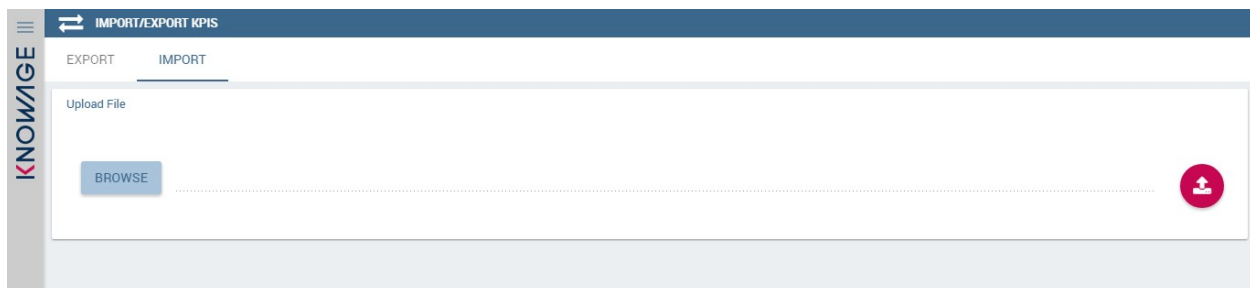 IMPORT/EXPORT KPIS
KNOWAGE
EXPORT IMPORT
Upload File
BROWSE